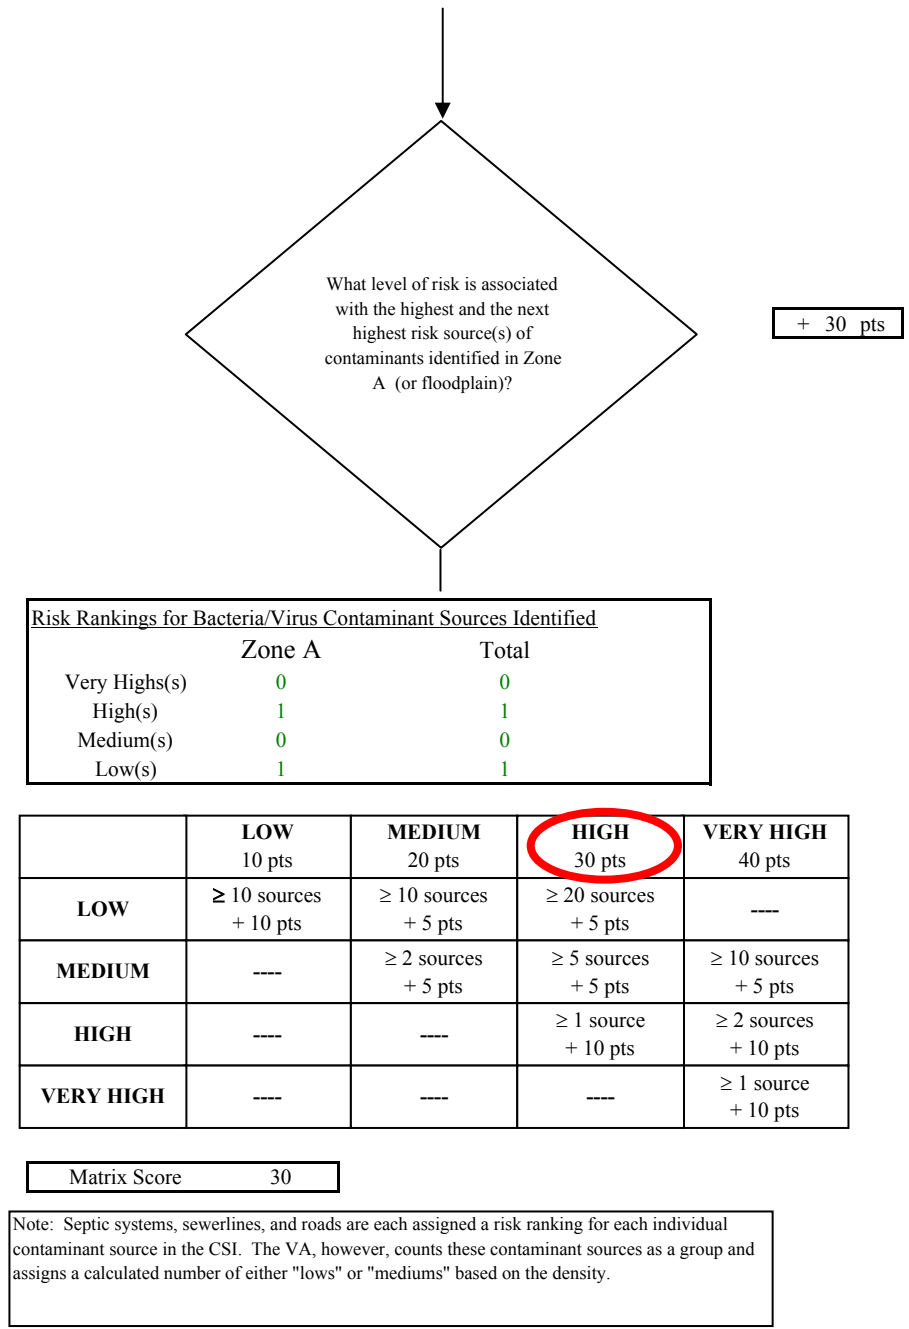 What level of risk is associated
with the highest and the next
highest risk source(s) of
contaminants identified in Zone
A (or floodplain)?
+ 30 pts
Risk Rankings for Bacteria/Virus Contaminant Sources Identified
Zone A Total
Very Highs(s) 0 0
High(s) 1 1
Medium(s) 0 0
Low(s) 1 1
LOW MEDIUM HIGH VERY HIGH
10 pts 20 pts 30 pts 40 pts
LOW ≥ 10 sources ≥ 10 sources ≥ 20 sources ----
+ 10 pts + 5 pts + 5 pts
MEDIUM ---- ≥ 2 sources ≥ 5 sources ≥ 10 sources
+ 5 pts + 5 pts + 5 pts
HIGH ---- ---- ≥ 1 source ≥ 2 sources
+ 10 pts + 10 pts
VERY HIGH ---- ---- ---- ≥ 1 source
+ 10 pts
Matrix Score 30
Note: Septic systems, sewerlines, and roads are each assigned a risk ranking for each individual
contaminant source in the CSI. The VA, however, counts these contaminant sources as a group and
assigns a calculated number of either "lows" or "mediums" based on the density.